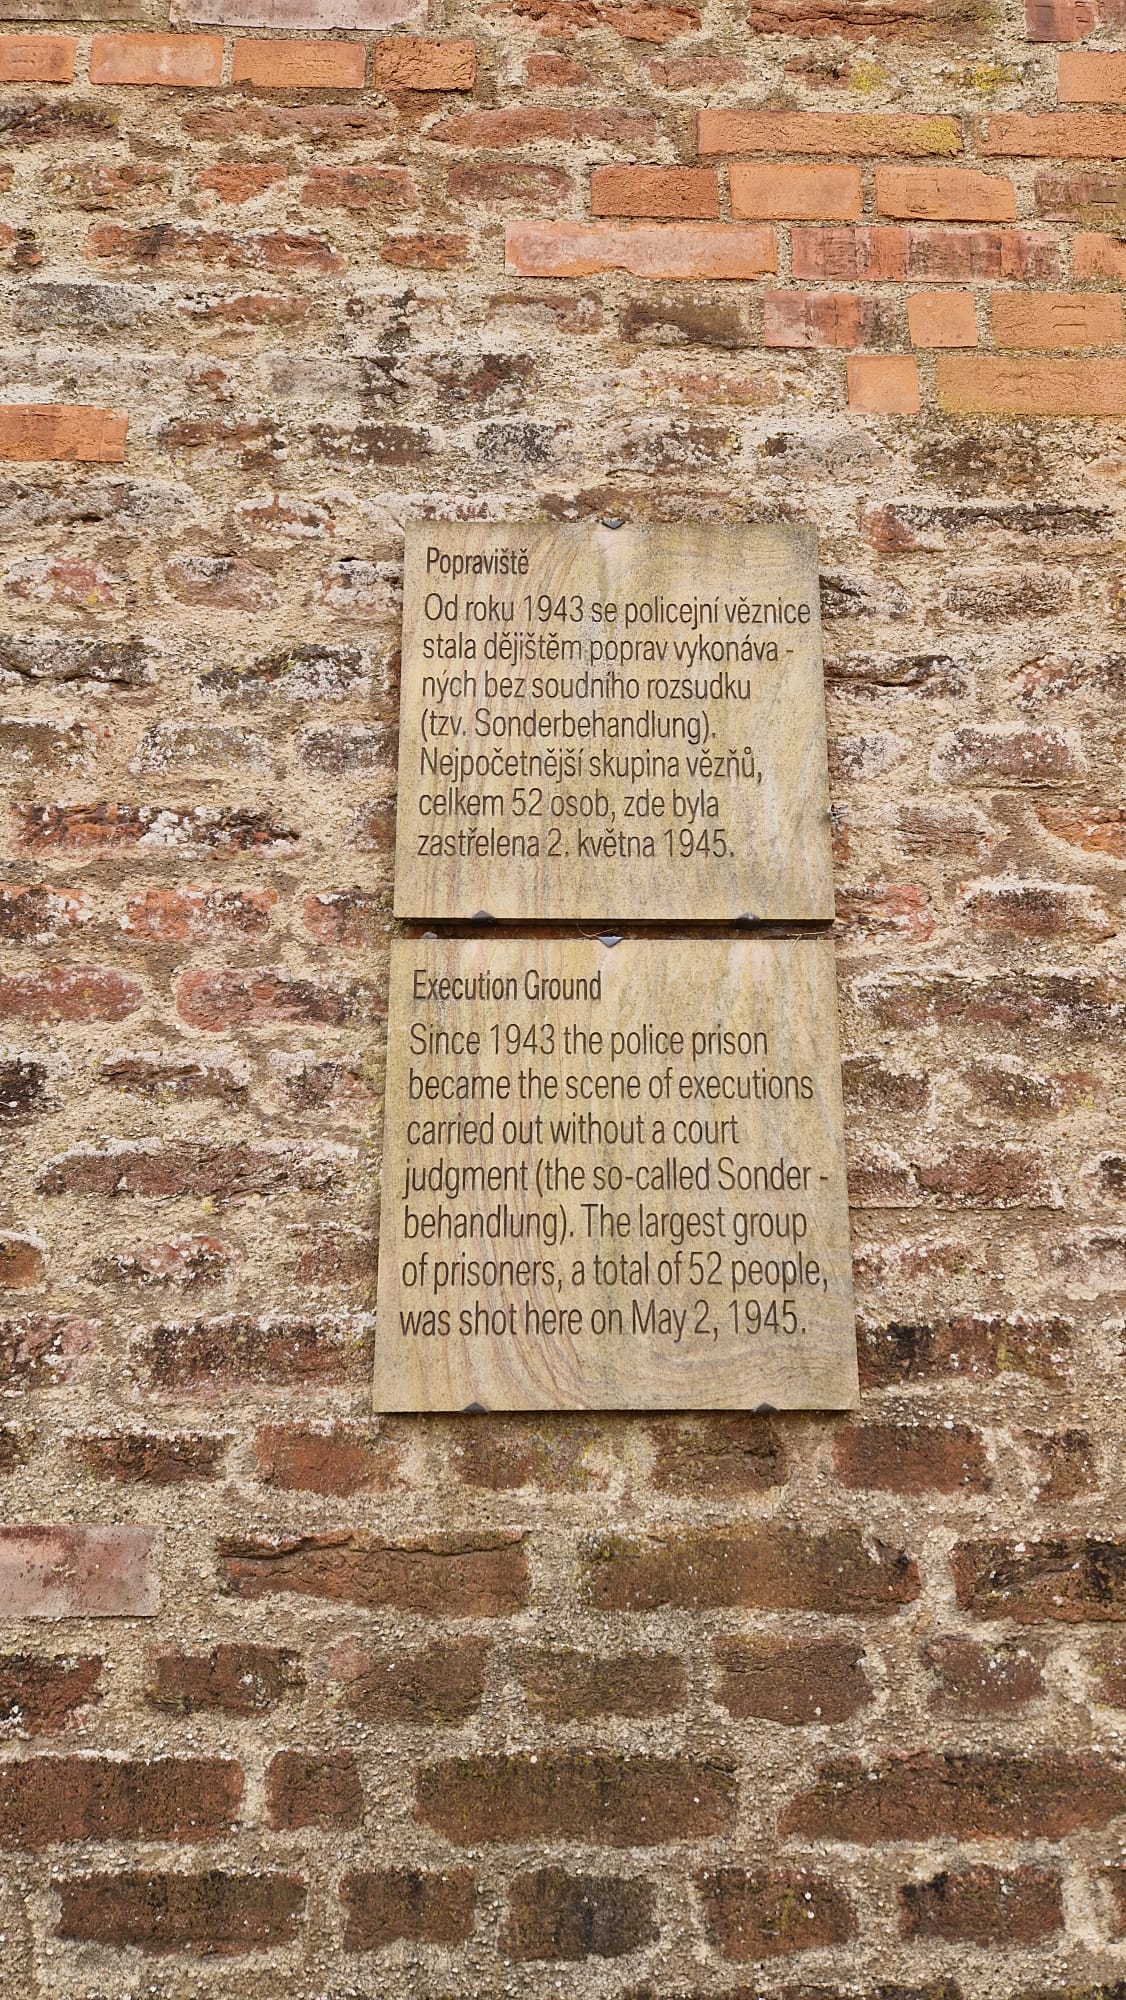 Popraviště
Od roku 1943 se policejní věznice
stala dějištěm poprav vykonáva -
ných bez soudního rozsudku
(tzv. Sonderbehandlung).
Nejpočetnější skupina vězňů,
celkem 52 osob, zde byla
zastřelena 2. května 1945.
Execution Ground
Since 1943 the police prison
became the scene of executions
carried out without a court
judgment (the so-called Sonder -
behandlung). The largest group
of prisoners, a total of 52 people,
was shot here on May 2, 1945.